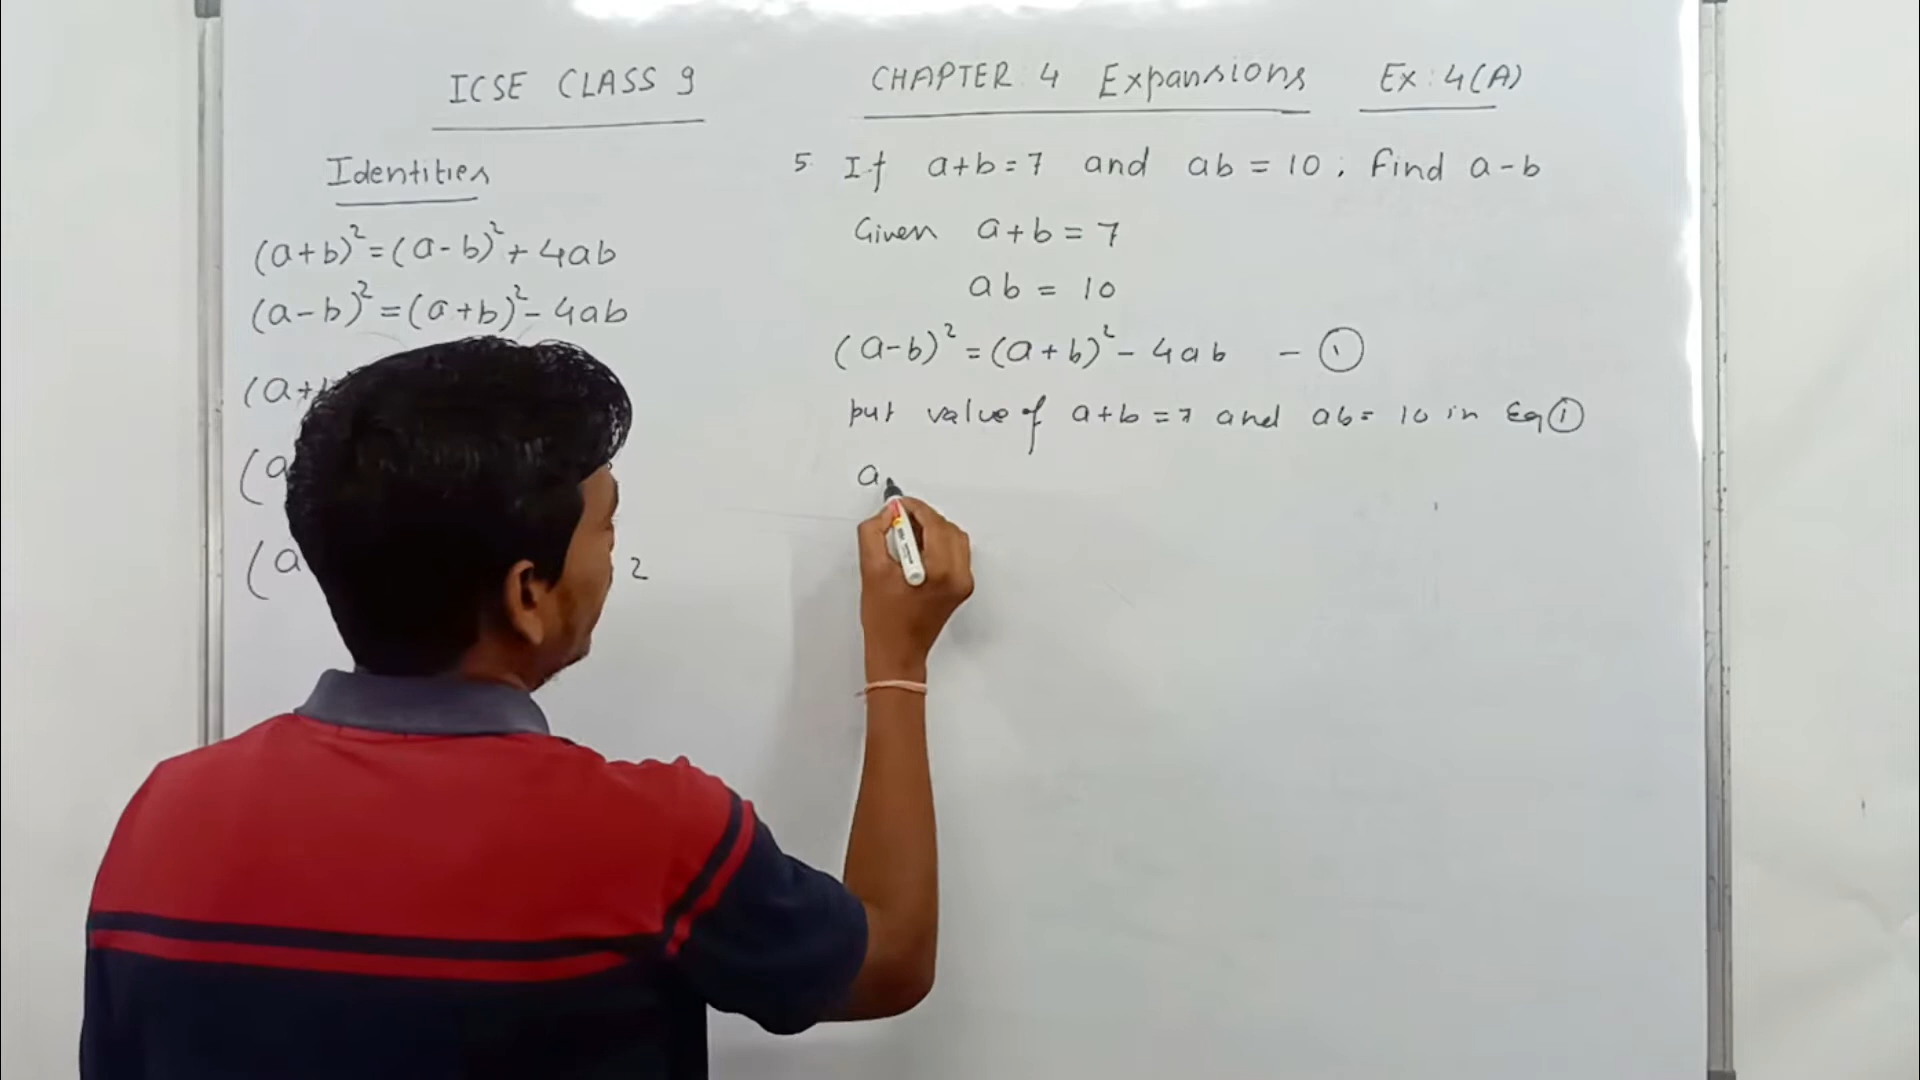 ICSE CLASS 9
CHAPTER : 4 Expansions Ex : 4(A)
Identities
(a+b)² = (a-b)² + 4ab
(a-b)² = (a+b)² - 4ab
(a+
(a
(a
2
5. If a+b=7 and ab = 10 ; find a-b
Given a+b = 7
ab = 10
(a-b)² = (a+b)² - 4ab - ①
put value of a+b = 7 and ab = 10 in Eq ①
a